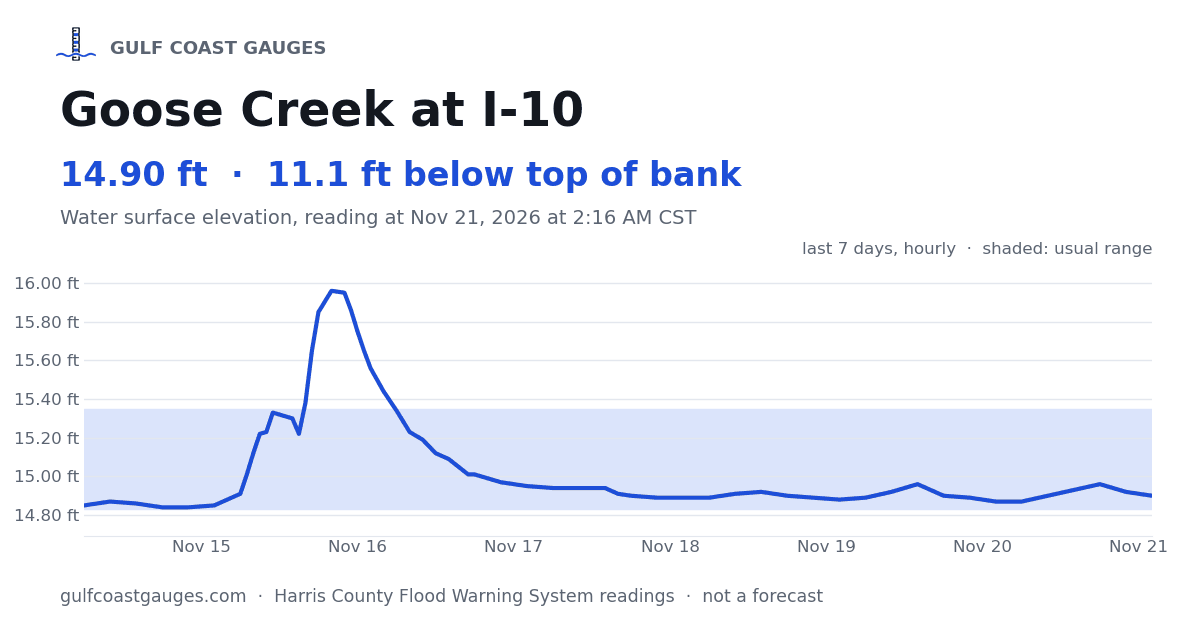 GULF COAST GAUGES
Goose Creek at I-10
14.90 ft · 11.1 ft below top of bank
Water surface elevation, reading at Nov 21, 2026 at 2:16 AM CST
last 7 days, hourly · shaded: usual range
16.00 ft
15.80 ft
15.60 ft
15.40 ft
15.20 ft
15.00 ft
14.80 ft
Nov 15 Nov 16 Nov 17 Nov 18 Nov 19 Nov 20 Nov 21
gulfcoastgauges.com · Harris County Flood Warning System readings · not a forecast